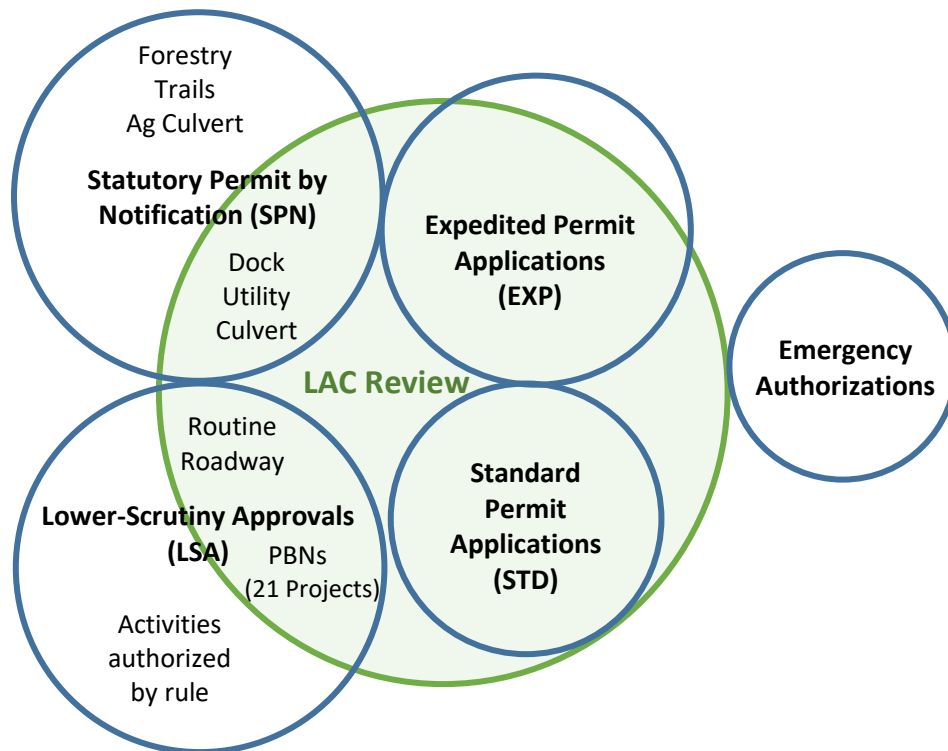 Forestry
Trails
Ag Culvert
Statutory Permit by
Notification (SPN)
Dock
Utility
Culvert
Expedited Permit
Applications
(EXP)
Emergency
Authorizations
LAC Review
Routine
Roadway
Lower-Scrutiny Approvals
(LSA)
PBNs
(21 Projects)
Activities
authorized
by rule
Standard
Permit
Applications
(STD)